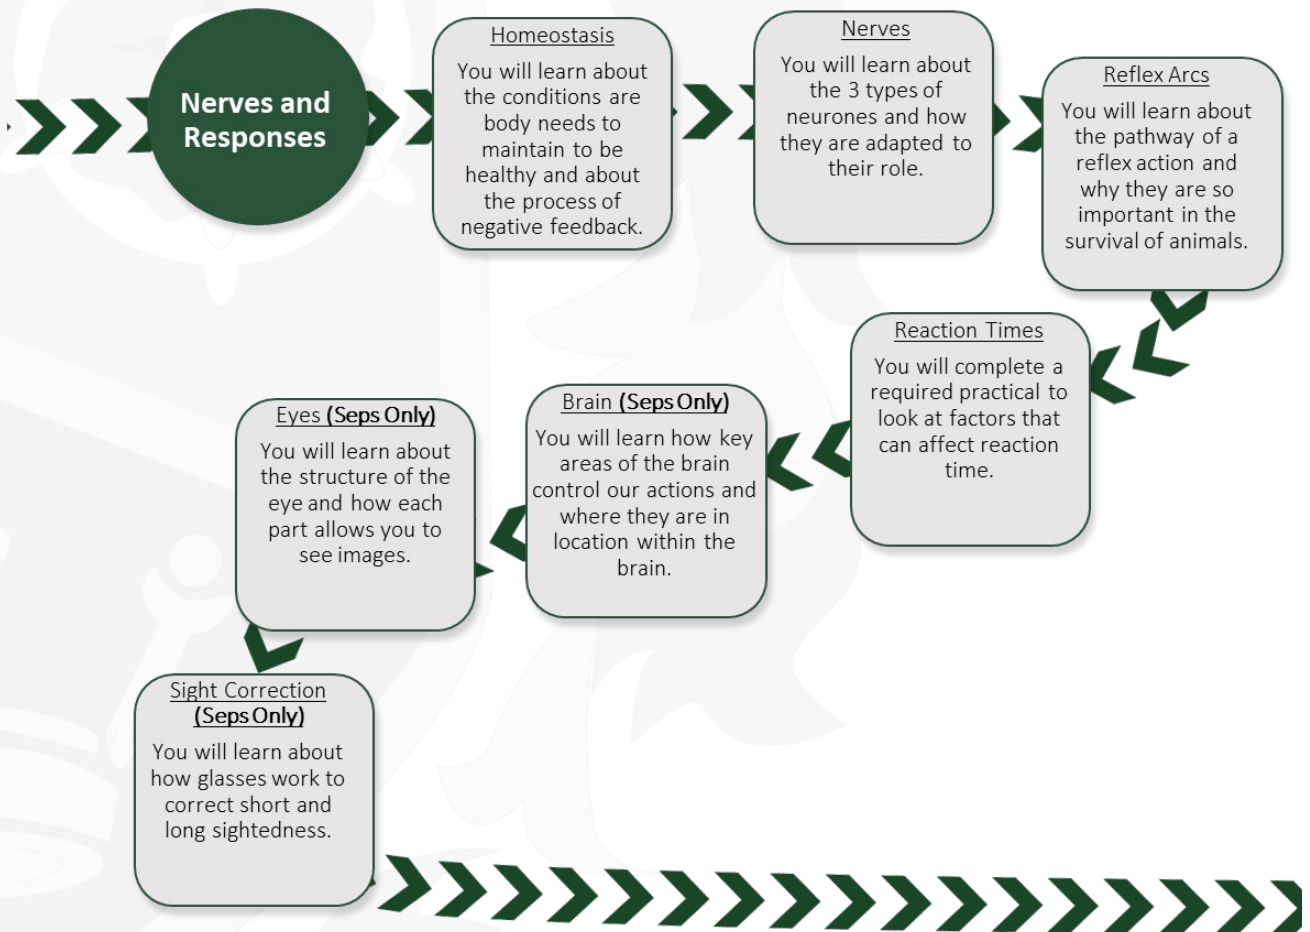 Nerves and
Responses
Homeostasis
You will learn about
the conditions are
body needs to
maintain to be
healthy and about
the process of
negative feedback.
Nerves
You will learn about
the 3 types of
neurones and how
they are adapted to
their role.
Reflex Arcs
You will learn about
the pathway of a
reflex action and
why they are so
important in the
survival of animals.
Reaction Times
You will complete a
required practical to
look at factors that
can affect reaction
time.
Brain (Seps Only)
You will learn how key
areas of the brain
control our actions and
where they are in
location within the
brain.
Eyes (Seps Only)
You will learn about
the structure of the
eye and how each
part allows you to
see images.
Sight Correction
(Seps Only)
You will learn about
how glasses work to
correct short and
long sightedness.